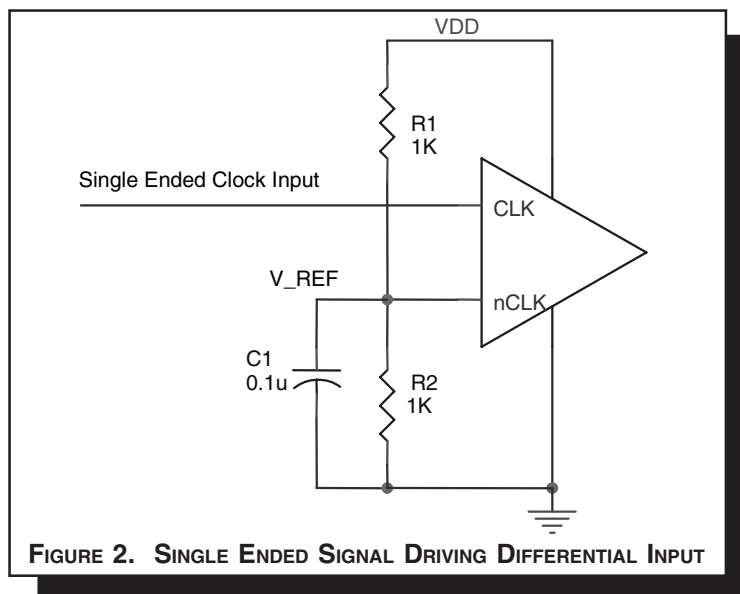 VDD
R1
1K
Single Ended Clock Input
CLK
V_REF
nCLK
C1
0.1u
R2
1K
FIGURE 2. SINGLE ENDED SIGNAL DRIVING DIFFERENTIAL INPUT